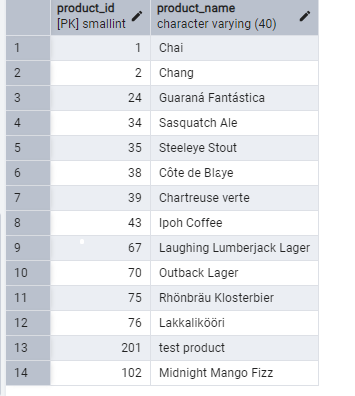 product_id product_name
[PK] smallint character varying (40)
1 1 Chai
2 2 Chang
3 24 Guaraná Fantástica
4 34 Sasquatch Ale
5 35 Steeleye Stout
6 38 Côte de Blaye
7 39 Chartreuse verte
8 43 Ipoh Coffee
9 67 Laughing Lumberjack Lager
10 70 Outback Lager
11 75 Rhönbräu Klosterbier
12 76 Lakkalikööri
13 201 test product
14 102 Midnight Mango Fizz